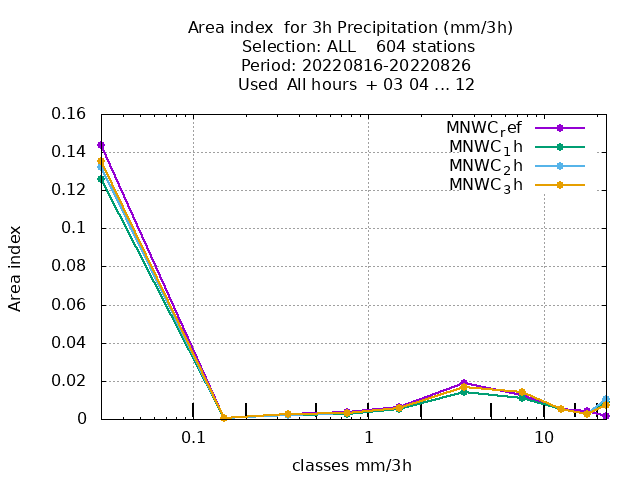 Area index for 3h Precipitation (mm/3h)
Selection: ALL 604 stations
Period: 20220816-20220826
Used All hours + 03 04 ... 12
MNWC_ref
MNWC_1h
MNWC_2h
MNWC_3h
0.16
0.14
0.12
0.1
0.08
0.06
0.04
0.02
0
Area index
0.1 1 10
classes mm/3h